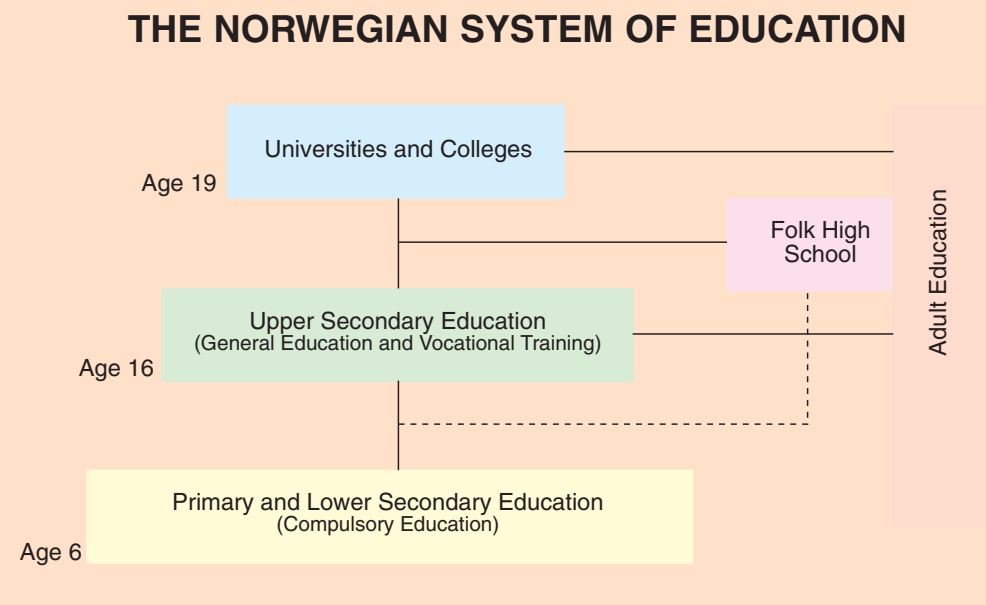 THE NORWEGIAN SYSTEM OF EDUCATION
Universities and Colleges
Age 19
Folk High
School
Adult Education
Upper Secondary Education
(General Education and Vocational Training)
Age 16
Primary and Lower Secondary Education
(Compulsory Education)
Age 6